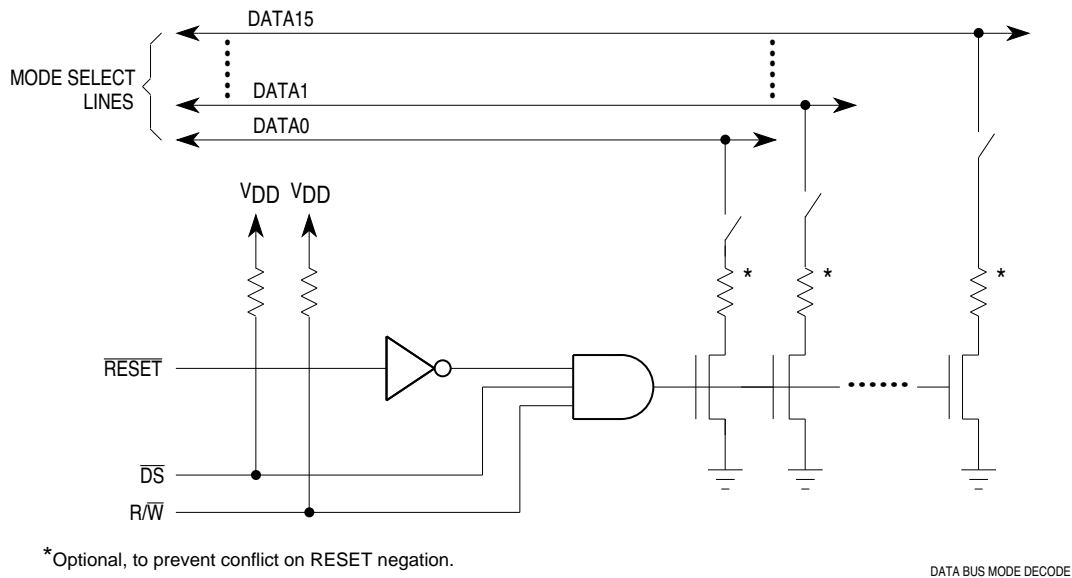 DATA15
MODE SELECT
LINES
DATA1
DATA0
VDD VDD
*
*
*
RESET
DS
R/W
*Optional, to prevent conflict on RESET negation.
DATA BUS MODE DECODE